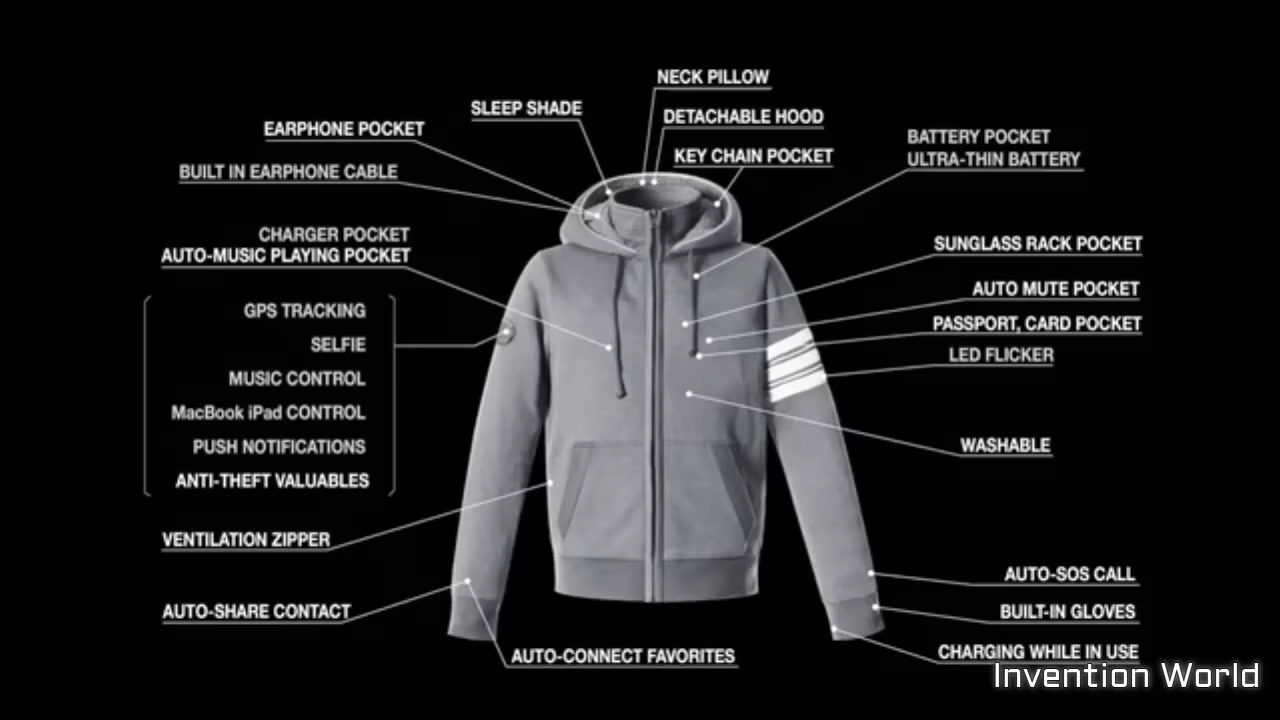 NECK PILLOW
SLEEP SHADE
DETACHABLE HOOD
EARPHONE POCKET
KEY CHAIN POCKET
BATTERY POCKET
ULTRA-THIN BATTERY
BUILT IN EARPHONE CABLE
CHARGER POCKET
AUTO-MUSIC PLAYING POCKET
SUNGLASS RACK POCKET
AUTO MUTE POCKET
PASSPORT, CARD POCKET
LED FLICKER
GPS TRACKING
SELFIE
MUSIC CONTROL
MacBook iPad CONTROL
PUSH NOTIFICATIONS
ANTI-THEFT VALUABLES
WASHABLE
VENTILATION ZIPPER
AUTO-SHARE CONTACT
AUTO-CONNECT FAVORITES
AUTO-SOS CALL
BUILT-IN GLOVES
CHARGING WHILE IN USE
Invention World